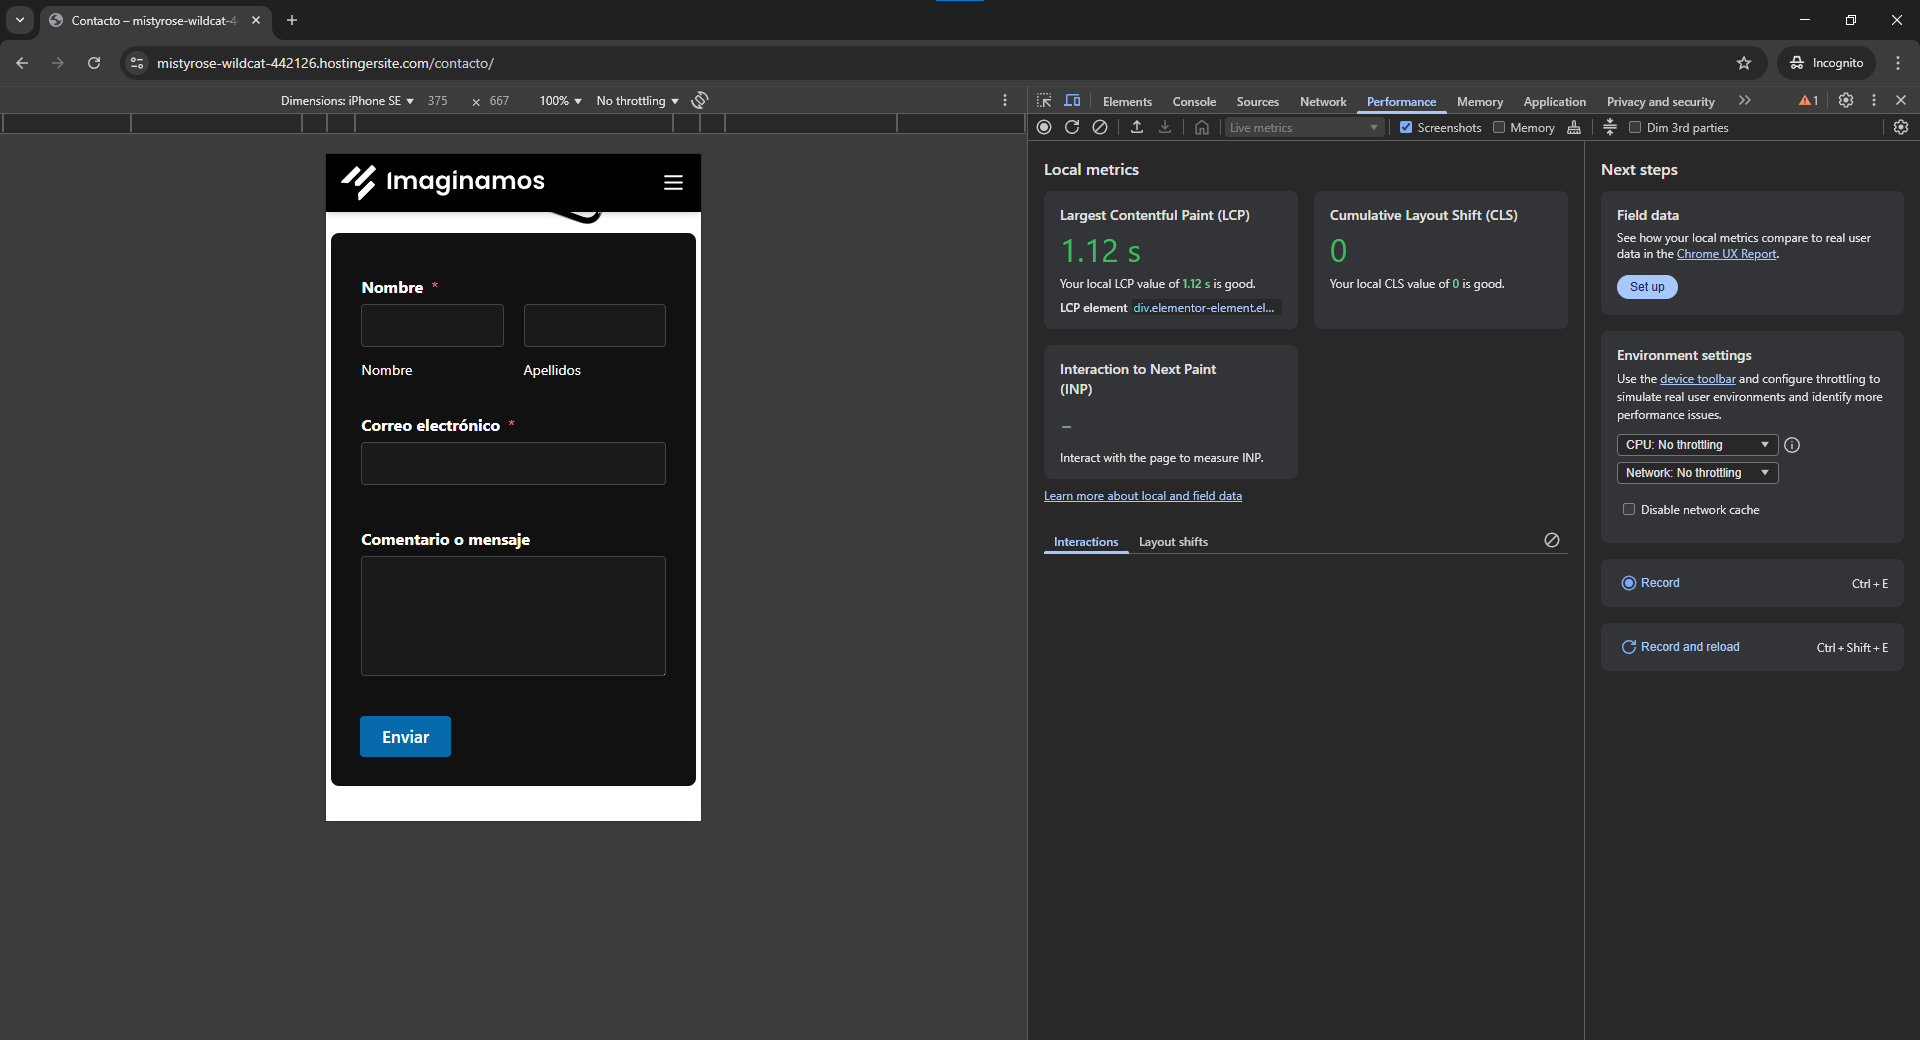 Contacto – mistyrose-wildcat-4
mistyrose-wildcat-442126.hostingersite.com/contacto/
Incognito
Dimensions: iPhone SE 375 × 667 100% No throttling
Elements Console Sources Network Performance Memory Application Privacy and security 1
Live metrics Screenshots Memory Dim 3rd parties
Imaginamos
Nombre *
Nombre Apellidos
Correo electrónico *
Comentario o mensaje
Enviar
Local metrics
Largest Contentful Paint (LCP)
1.12 s
Your local LCP value of 1.12 s is good.
LCP element div.elementor-element.el...
Cumulative Layout Shift (CLS)
0
Your local CLS value of 0 is good.
Interaction to Next Paint
(INP)
–
Interact with the page to measure INP.
Learn more about local and field data
Interactions Layout shifts
Next steps
Field data
See how your local metrics compare to real user
data in the Chrome UX Report.
Set up
Environment settings
Use the device toolbar and configure throttling to
simulate real user environments and identify more
performance issues.
CPU: No throttling
Network: No throttling
Disable network cache
Record Ctrl + E
Record and reload Ctrl + Shift + E